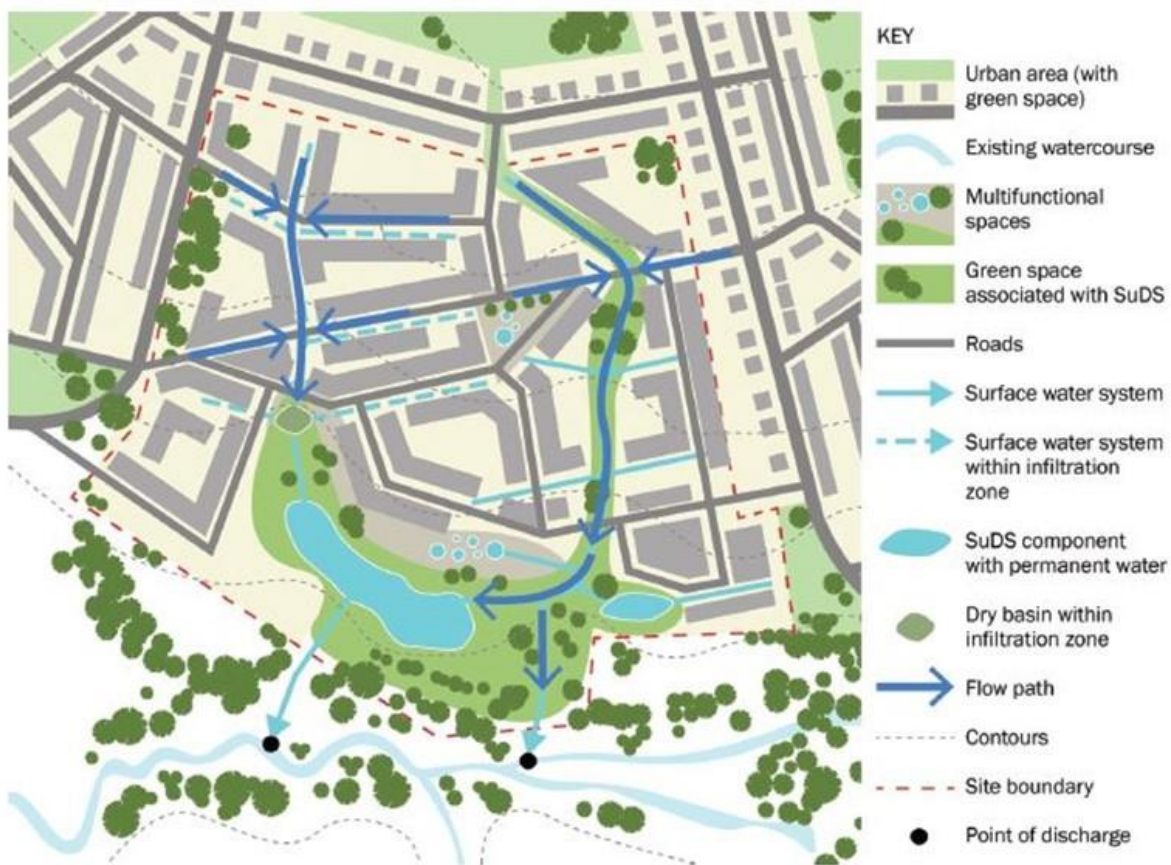 KEY
Urban area (with
green space)
Existing watercourse
Multifunctional
spaces
Green space
associated with SuDS
Roads
Surface water system
Surface water system
within infiltration
zone
SuDS component
with permanent water
Dry basin within
infiltration zone
Flow path
Contours
Site boundary
Point of discharge